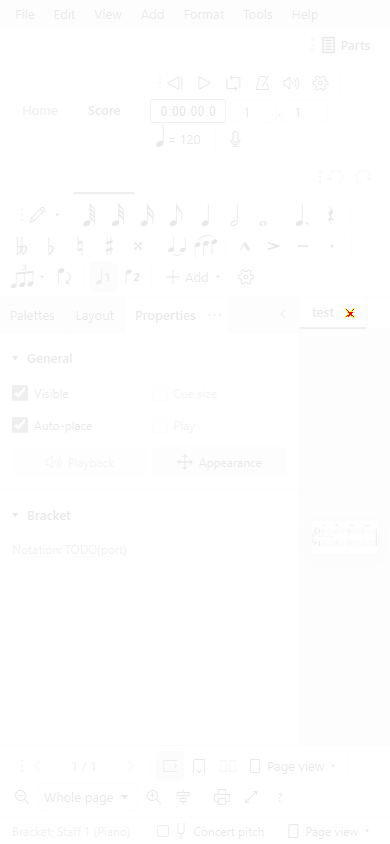 File Edit View Add Format Tools Help
Parts
Home Score
0:00:00.0 1 . 1
= 120
Add
Palettes Layout Properties ··· test
General
Visible Cue size
Auto-place Play
Playback Appearance
Bracket
Notation: TODO(port)
1 / 1 Page view
Whole page ?
Bracket; Staff 1 (Piano) Concert pitch Page view